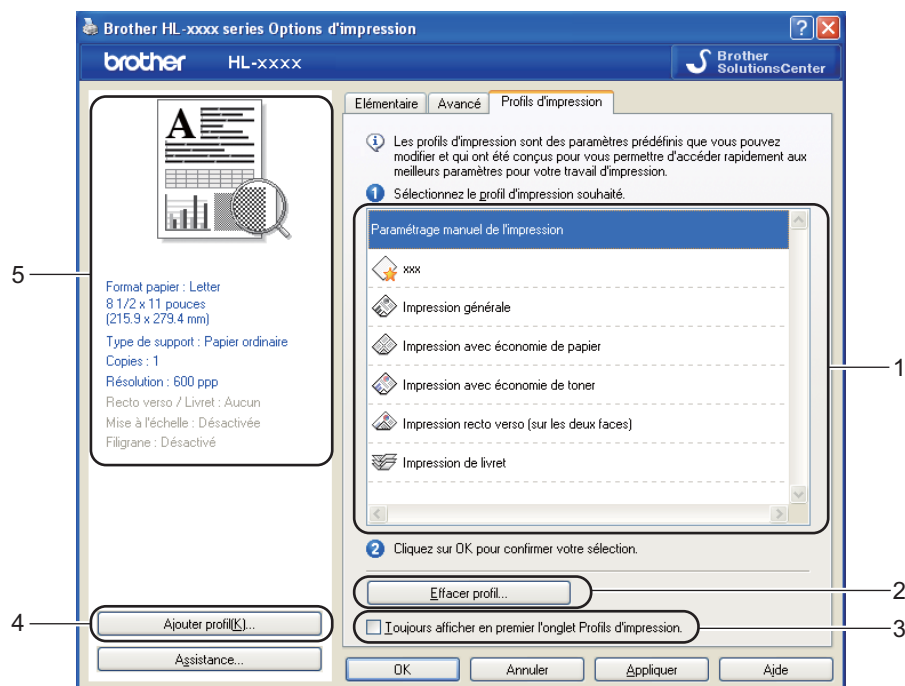 Brother HL-xxxx series Options d'impression
brother HL-xxxx
Brother
SolutionsCenter
A
Format papier : Letter
8 1/2 x 11 pouces
(215.9 x 279.4 mm)
Type de support : Papier ordinaire
Copies : 1
Résolution : 600 ppp
Recto verso / Livret : Aucun
Mise à l'échelle : Désactivée
Filigrane : Désactivé
5
Ajouter profil(K)...
4
Assistance...
Elémentaire Avancé Profils d'impression
Les profils d'impression sont des paramètres prédéfinis que vous pouvez
modifier et qui ont été conçus pour vous permettre d'accéder rapidement aux
meilleurs paramètres pour votre travail d'impression.
1 Sélectionnez le profil d'impression souhaité.
Paramétrage manuel de l'impression
xxx
Impression générale
Impression avec économie de papier
Impression avec économie de toner
Impression recto verso (sur les deux faces)
Impression de livret
1
2 Cliquez sur OK pour confirmer votre sélection.
Effacer profil...
2
Toujours afficher en premier l'onglet Profils d'impression.
3
OK Annuler Appliquer Aide